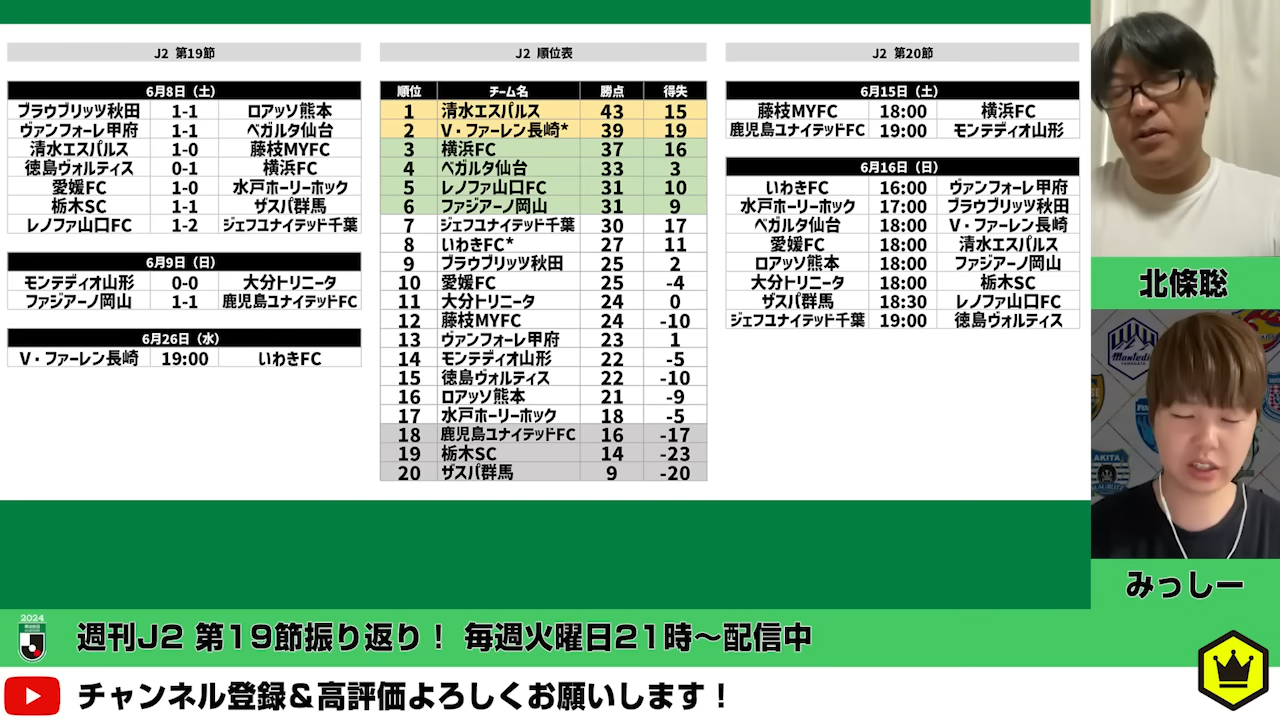 J2 第19節
6月8日（土）
ブラウブリッツ秋田 1-1 ロアッソ熊本
ヴァンフォーレ甲府 1-1 ベガルタ仙台
清水エスパルス 1-0 藤枝MYFC
徳島ヴォルティス 0-1 横浜FC
愛媛FC 1-0 水戸ホーリーホック
栃木SC 1-1 ザスパ群馬
レノファ山口FC 1-2 ジェフユナイテッド千葉
6月9日（日）
モンテディオ山形 0-0 大分トリニータ
ファジアーノ岡山 1-1 鹿児島ユナイテッドFC
6月26日（水）
V・ファーレン長崎 19:00 いわきFC
J2 順位表
順位 チーム名 勝点 得失
1 清水エスパルス 43 15
2 V・ファーレン長崎* 39 19
3 横浜FC 37 16
4 ベガルタ仙台 33 3
5 レノファ山口FC 31 10
6 ファジアーノ岡山 31 9
7 ジェフユナイテッド千葉 30 17
8 いわきFC* 27 11
9 ブラウブリッツ秋田 25 2
10 愛媛FC 25 -4
11 大分トリニータ 24 0
12 藤枝MYFC 24 -10
13 ヴァンフォーレ甲府 23 1
14 モンテディオ山形 22 -5
15 徳島ヴォルティス 22 -10
16 ロアッソ熊本 21 -9
17 水戸ホーリーホック 18 -5
18 鹿児島ユナイテッドFC 16 -17
19 栃木SC 14 -23
20 ザスパ群馬 9 -20
J2 第20節
6月15日（土）
藤枝MYFC 18:00 横浜FC
鹿児島ユナイテッドFC 19:00 モンテディオ山形
6月16日（日）
いわきFC 16:00 ヴァンフォーレ甲府
水戸ホーリーホック 17:00 ブラウブリッツ秋田
ベガルタ仙台 18:00 V・ファーレン長崎
愛媛FC 18:00 清水エスパルス
ロアッソ熊本 18:00 ファジアーノ岡山
大分トリニータ 18:00 栃木SC
ザスパ群馬 18:30 レノファ山口FC
ジェフユナイテッド千葉 19:00 徳島ヴォルティス
北條聡
Montedio
AKITA
みっしー
2024
週刊J2 第19節振り返り！ 毎週火曜日21時～配信中
チャンネル登録＆高評価よろしくお願いします！